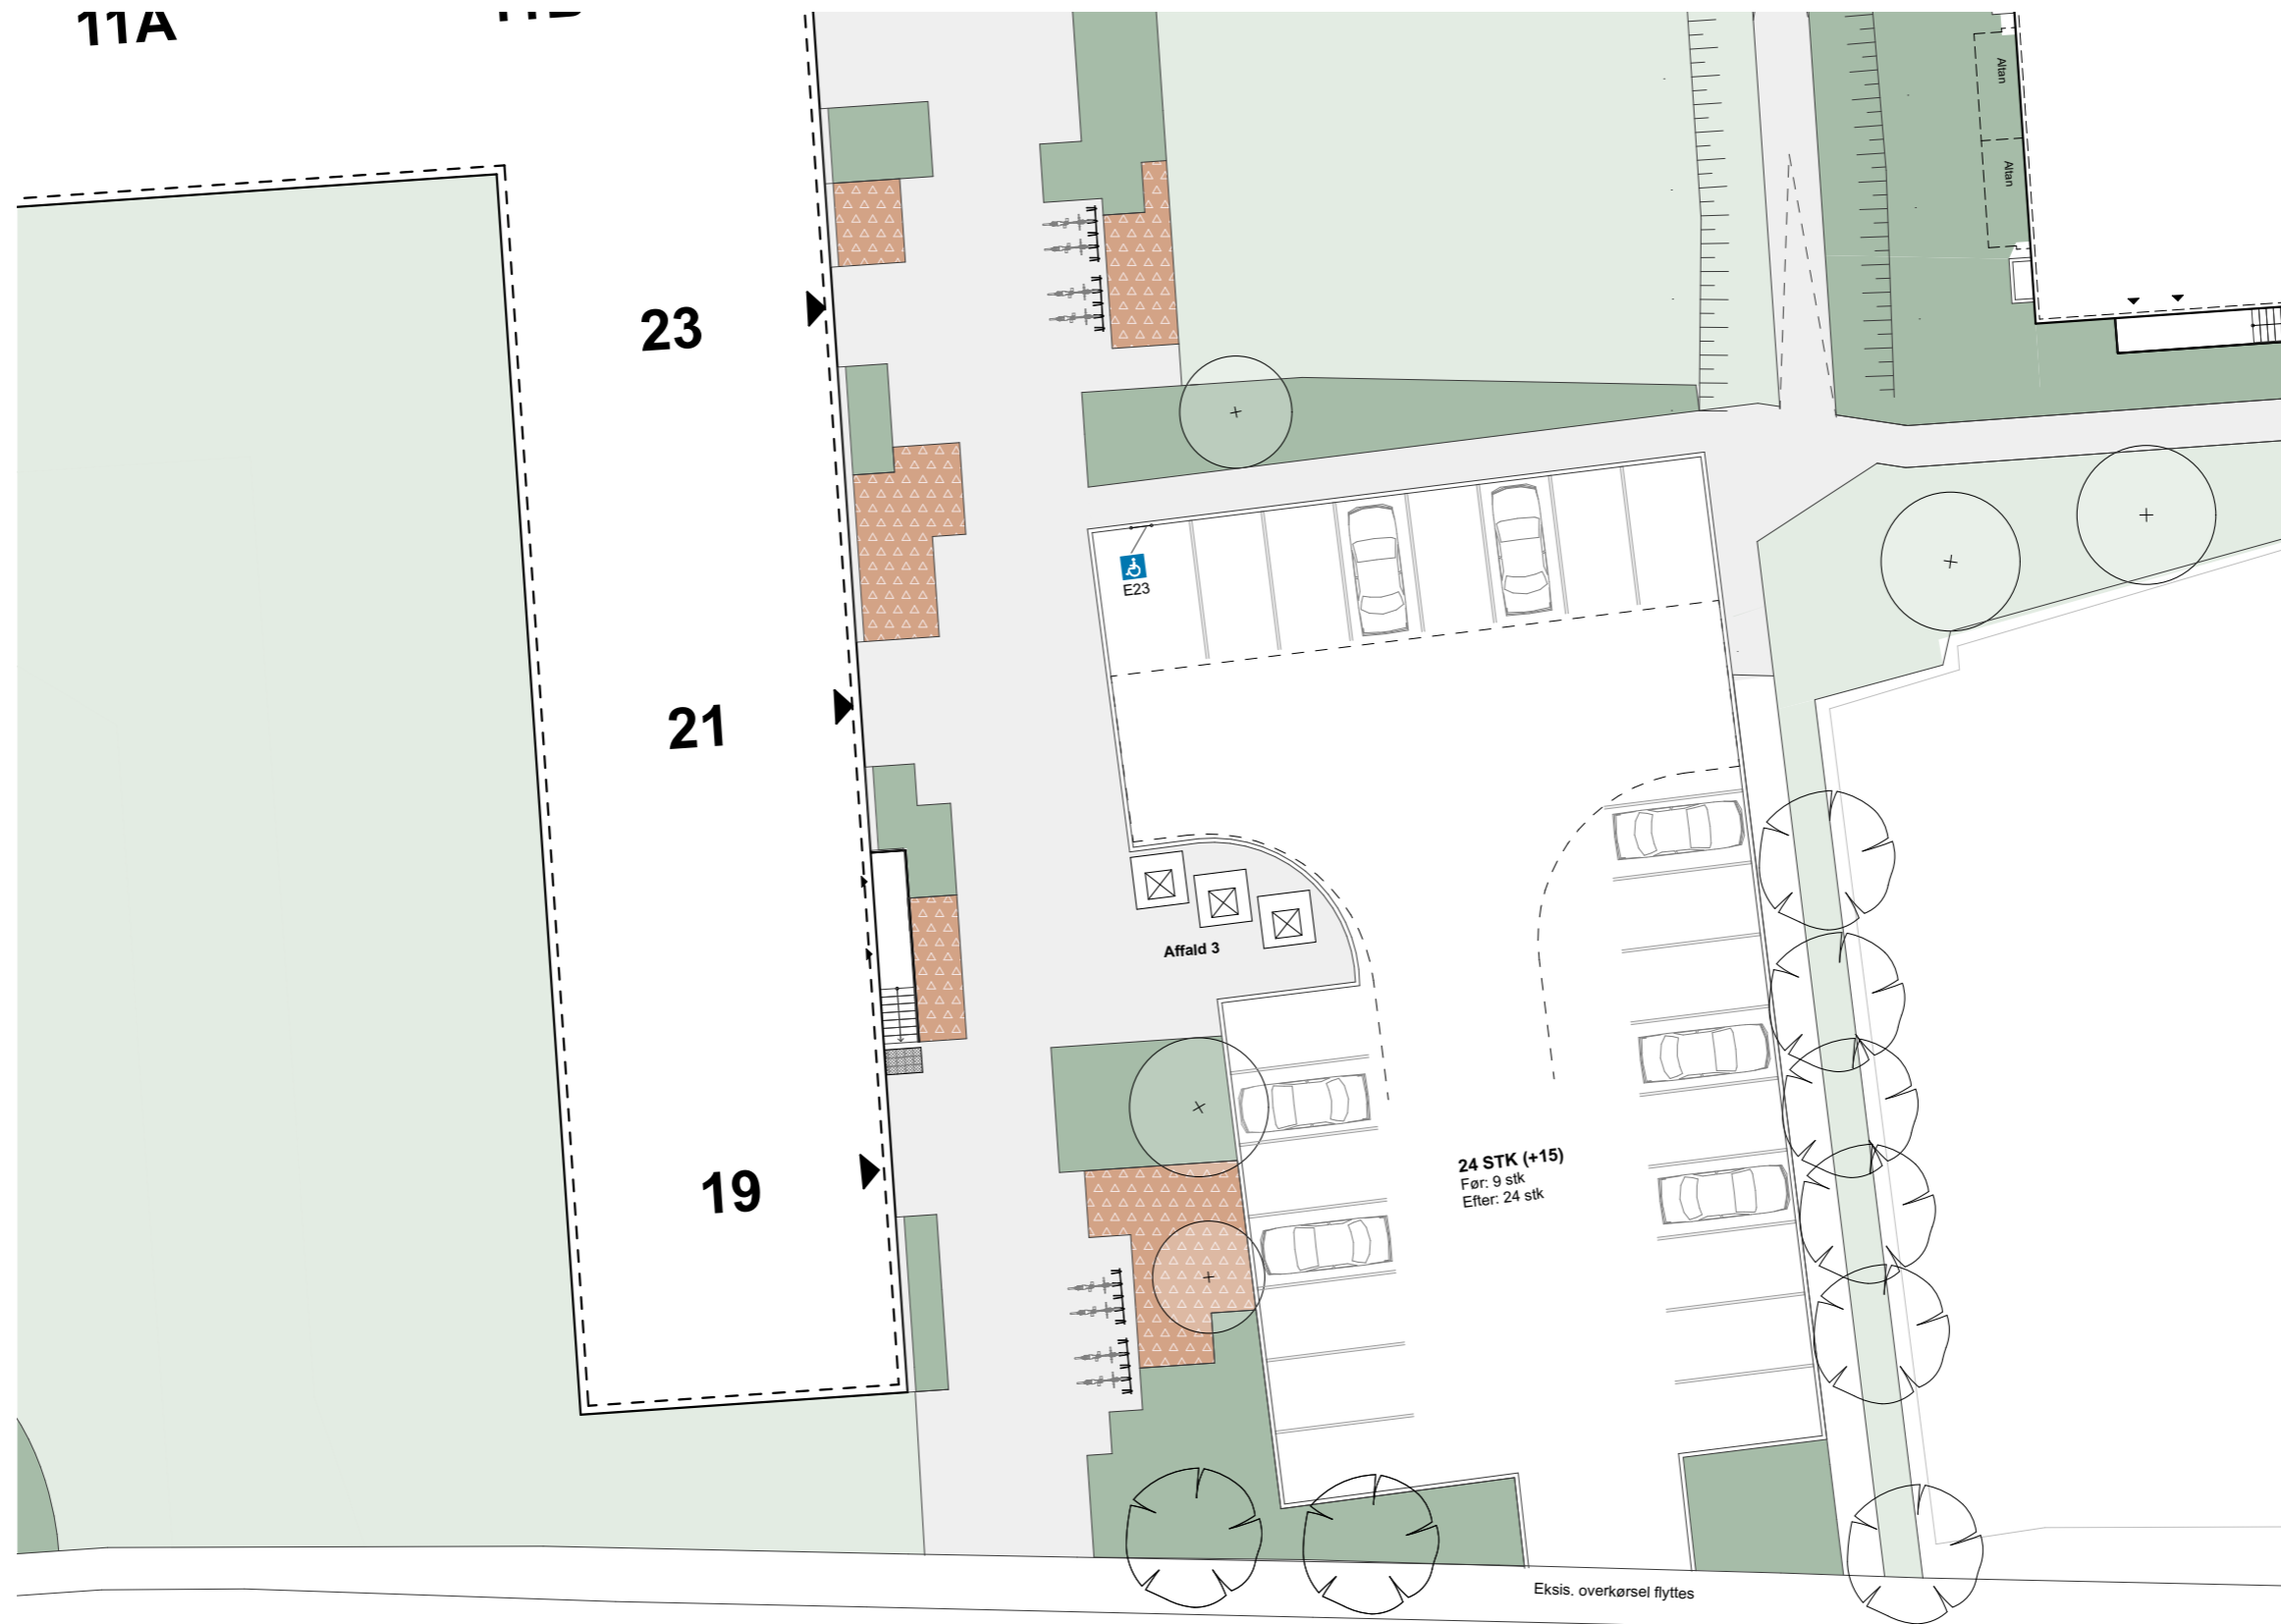 11A
Altan
Altan
23
E23
21
Affald 3
24 STK (+15)
Før: 9 stk
Efter: 24 stk
19
Eksis. overkørsel flyttes